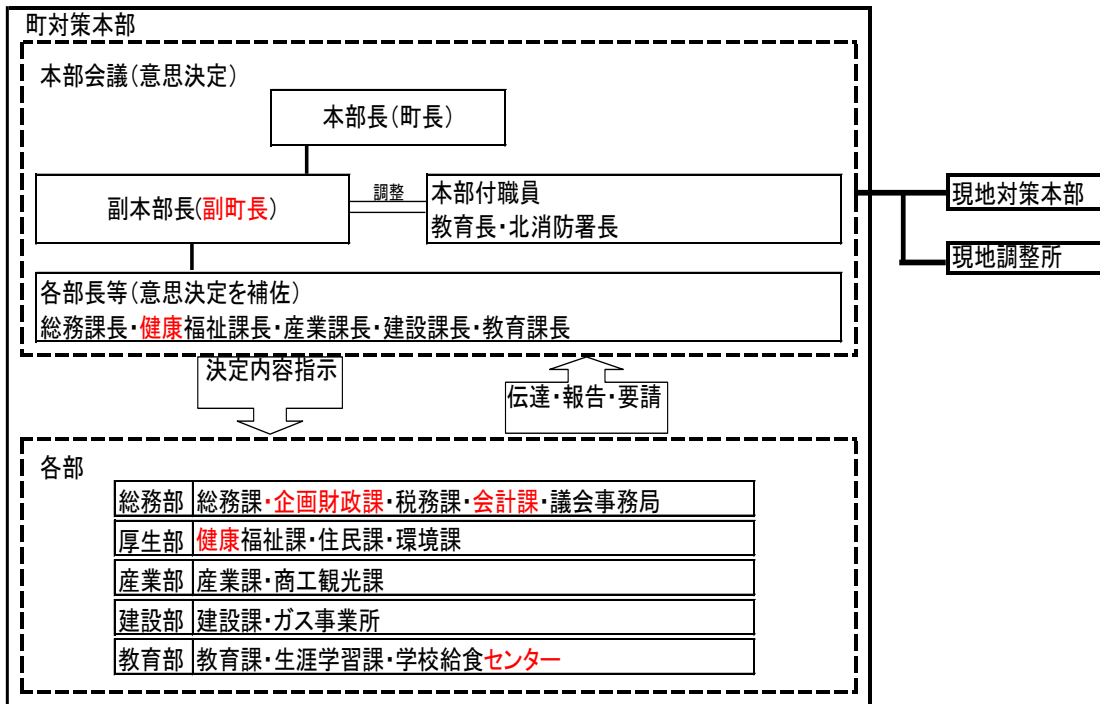 町対策本部
本部会議(意思決定)
本部長(町長)
副本部長(副町長)
調整
本部付職員
教育長・北消防署長
各部長等(意思決定を補佐)
総務課長・健康福祉課長・産業課長・建設課長・教育課長
現地対策本部
現地調整所
決定内容指示
伝達・報告・要請
各部
総務部 総務課・企画財政課・税務課・会計課・議会事務局
厚生部 健康福祉課・住民課・環境課
産業部 産業課・商工観光課
建設部 建設課・ガス事業所
教育部 教育課・生涯学習課・学校給食センター